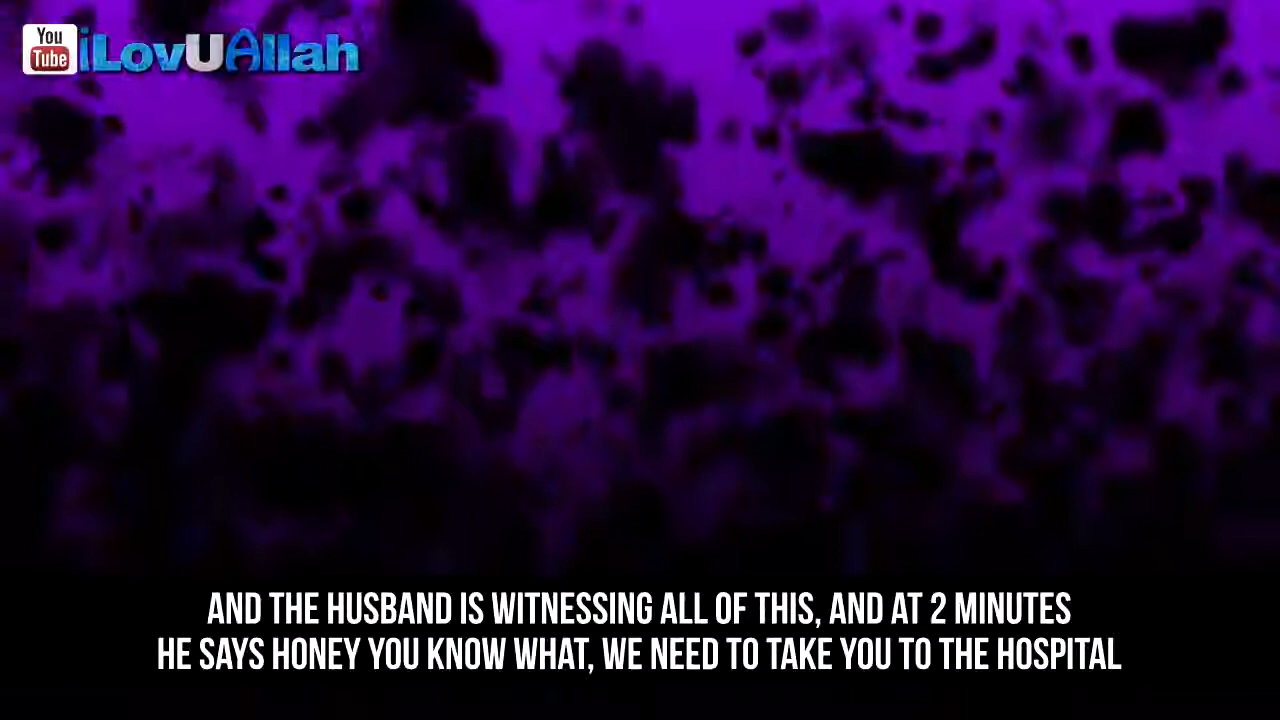 You
Tube
iLovUAllah
AND THE HUSBAND IS WITNESSING ALL OF THIS, AND AT 2 MINUTES
HE SAYS HONEY YOU KNOW WHAT, WE NEED TO TAKE YOU TO THE HOSPITAL